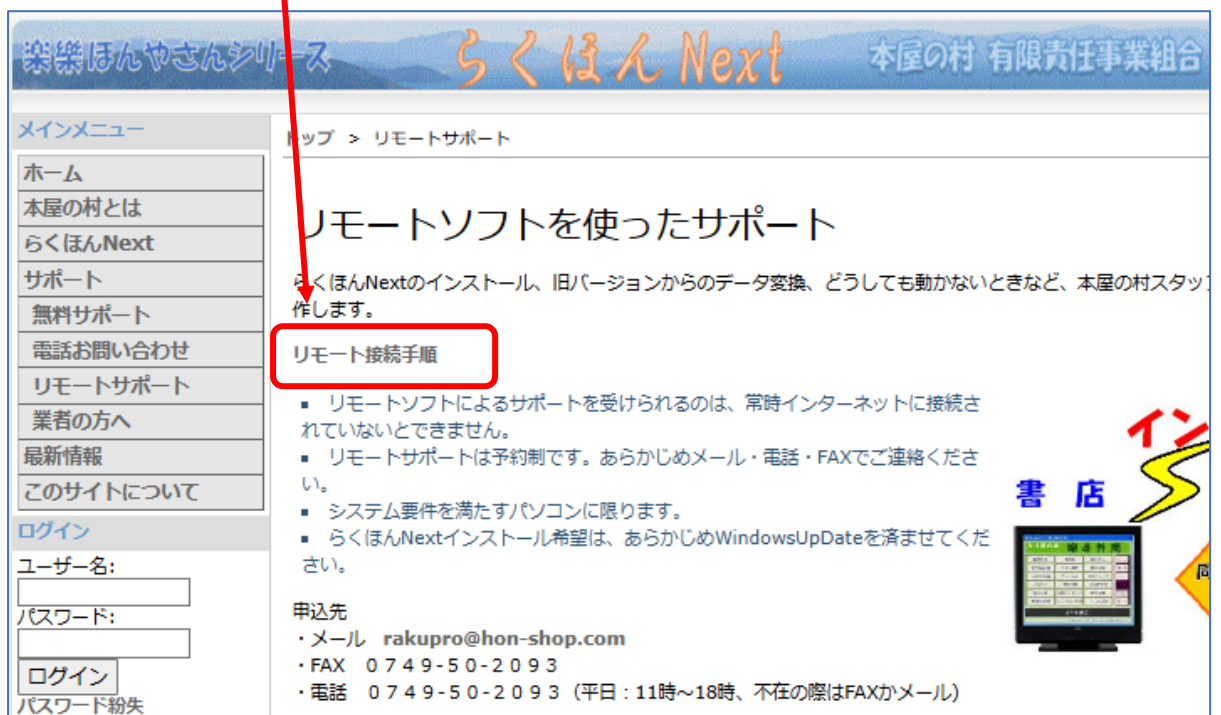 楽樂ほんやさんシリーズ
らくほん Next
本屋の村 有限責任事業組合
メインメニュー
ホーム
本屋の村とは
らくほんNext
サポート
無料サポート
電話お問い合わせ
リモートサポート
業者の方へ
最新情報
このサイトについて
ログイン
ユーザー名:
パスワード:
ログイン
パスワード紛失
トップ > リモートサポート
リモートソフトを使ったサポート
らくほんNextのインストール、旧バージョンからのデータ変換、どうしても動かないときなど、本屋の村スタッフ
作します。
リモート接続手順
▪ リモートソフトによるサポートを受けられるのは、常時インターネットに接続さ
れていないとできません。
▪ リモートサポートは予約制です。あらかじめメール・電話・FAXでご連絡くださ
い。
▪ システム要件を満たすパソコンに限ります。
▪ らくほんNextインストール希望は、あらかじめWindowsUpDateを済ませてくだ
さい。
申込先
・メール rakupro@hon-shop.com
・FAX ０７４９-５０-２０９３
・電話 ０７４９-５０-２０９３（平日：11時～18時、不在の際はFAXかメール）
イン
書 店